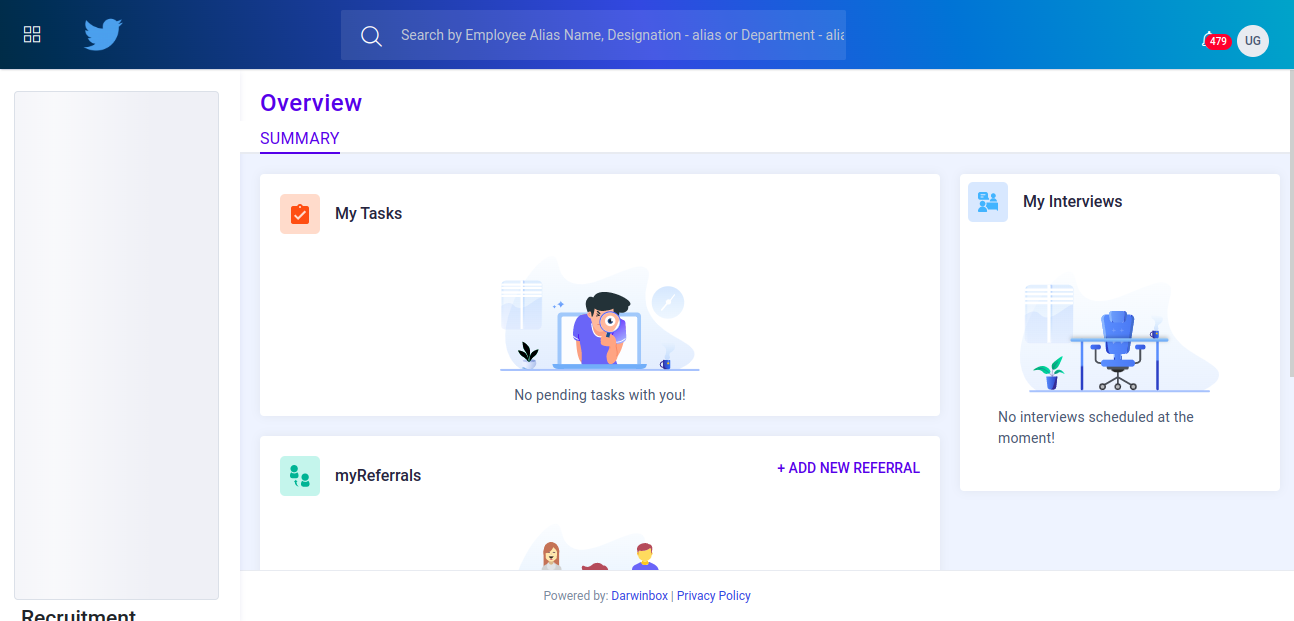 Search by Employee Alias Name, Designation - alias or Department - alia
479
UG
Overview
SUMMARY
My Tasks
No pending tasks with you!
My Interviews
No interviews scheduled at the
moment!
myReferrals
+ ADD NEW REFERRAL
Powered by: Darwinbox | Privacy Policy
Recruitment